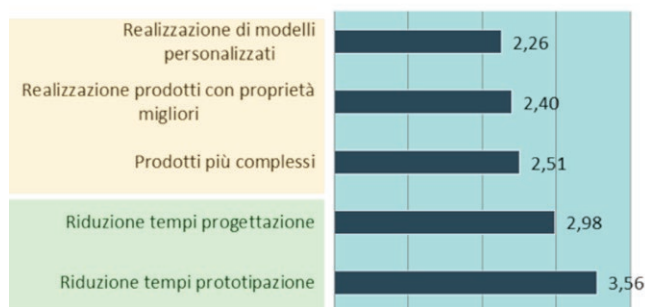 Realizzazione di modelli
personalizzati
2,26
Realizzazione prodotti con proprietà
migliori
2,40
Prodotti più complessi
2,51
Riduzione tempi progettazione
2,98
Riduzione tempi prototipazione
3,56